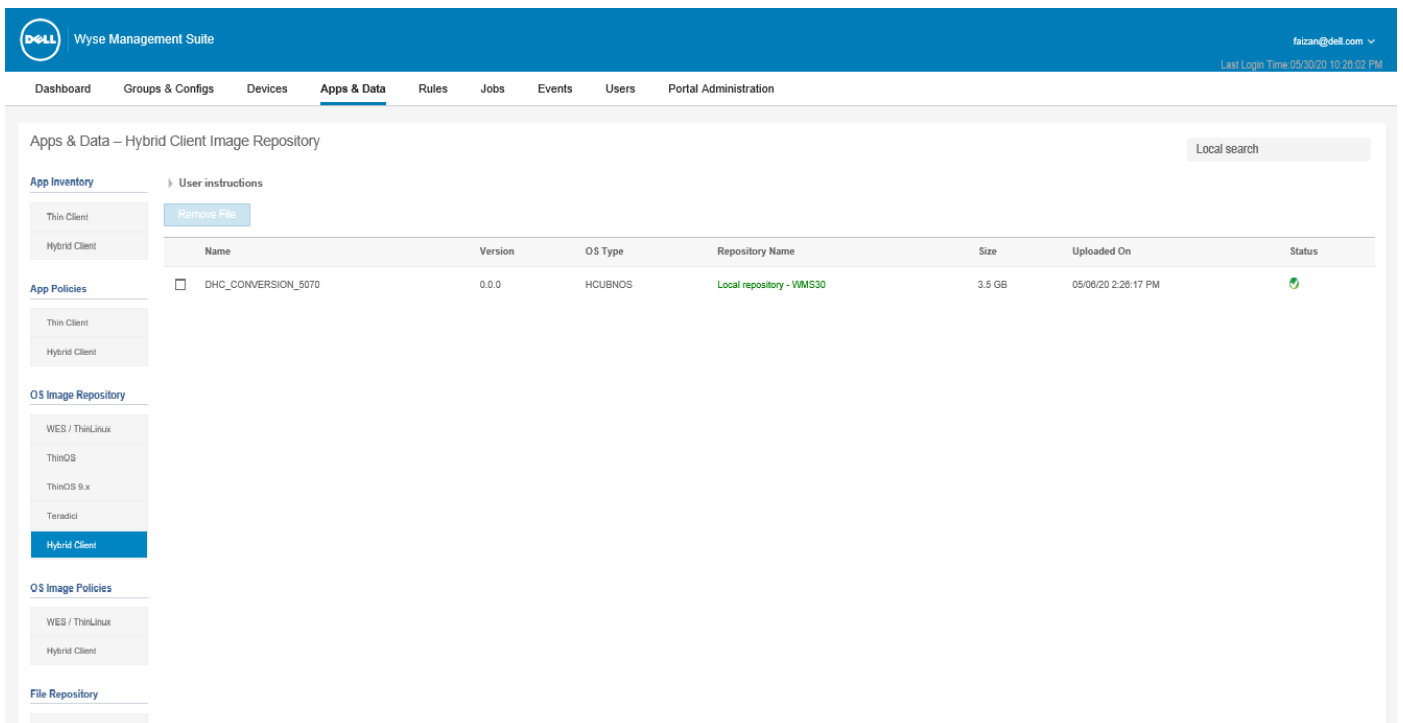 DELL
Wyse Management Suite
faizan@dell.com
Last Login Time:05/30/20 10:26:02 PM
Dashboard Groups & Configs Devices Apps & Data Rules Jobs Events Users Portal Administration
Apps & Data – Hybrid Client Image Repository
Local search
App Inventory
Thin Client
Hybrid Client
App Policies
Thin Client
Hybrid Client
OS Image Repository
WES / ThinLinux
ThinOS
ThinOS 9.x
Teradici
Hybrid Client
OS Image Policies
WES / ThinLinux
Hybrid Client
File Repository
User instructions
Remove File
Name Version OS Type Repository Name Size Uploaded On Status
DHC_CONVERSION_5070 0.0.0 HCUBNOS Local repository - WMS30 3.5 GB 05/06/20 2:26:17 PM